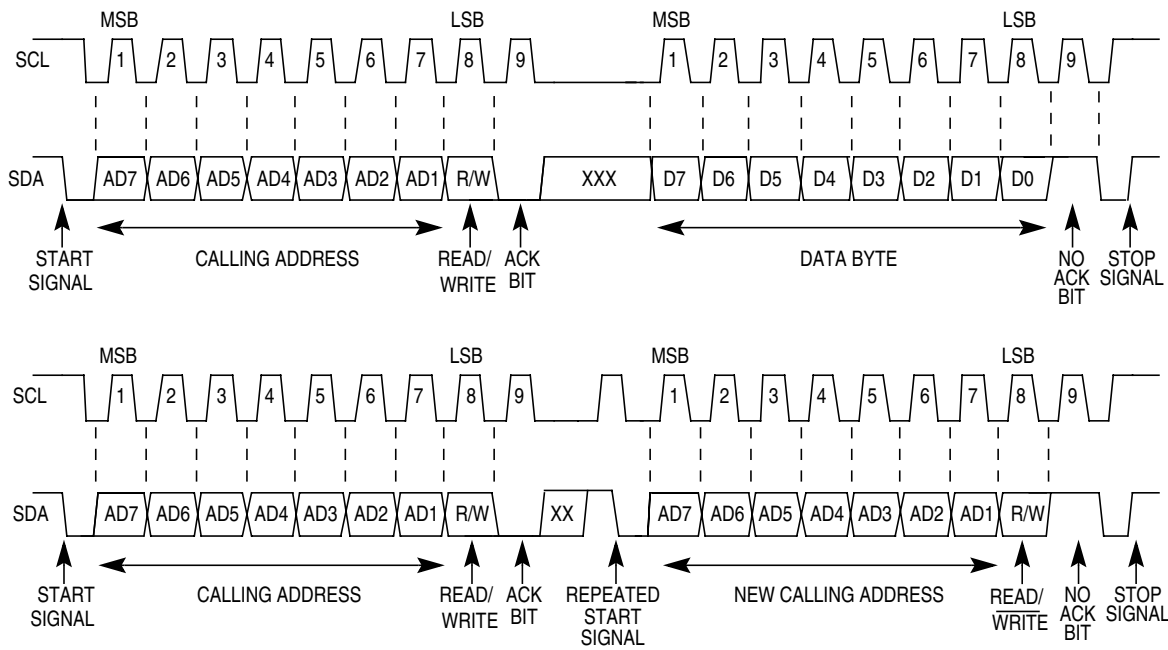 MSB LSB MSB LSB
SCL 1 2 3 4 5 6 7 8 9 1 2 3 4 5 6 7 8 9
SDA AD7 AD6 AD5 AD4 AD3 AD2 AD1 R/W XXX D7 D6 D5 D4 D3 D2 D1 D0
START
SIGNAL
CALLING ADDRESS
READ/
WRITE
ACK
BIT
DATA BYTE
NO
ACK
BIT
STOP
SIGNAL
MSB LSB MSB LSB
SCL 1 2 3 4 5 6 7 8 9 1 2 3 4 5 6 7 8 9
SDA AD7 AD6 AD5 AD4 AD3 AD2 AD1 R/W XX AD7 AD6 AD5 AD4 AD3 AD2 AD1 R/W
START
SIGNAL
CALLING ADDRESS
READ/
WRITE
ACK
BIT
REPEATED
START
SIGNAL
NEW CALLING ADDRESS
READ/
WRITE
NO
ACK
BIT
STOP
SIGNAL